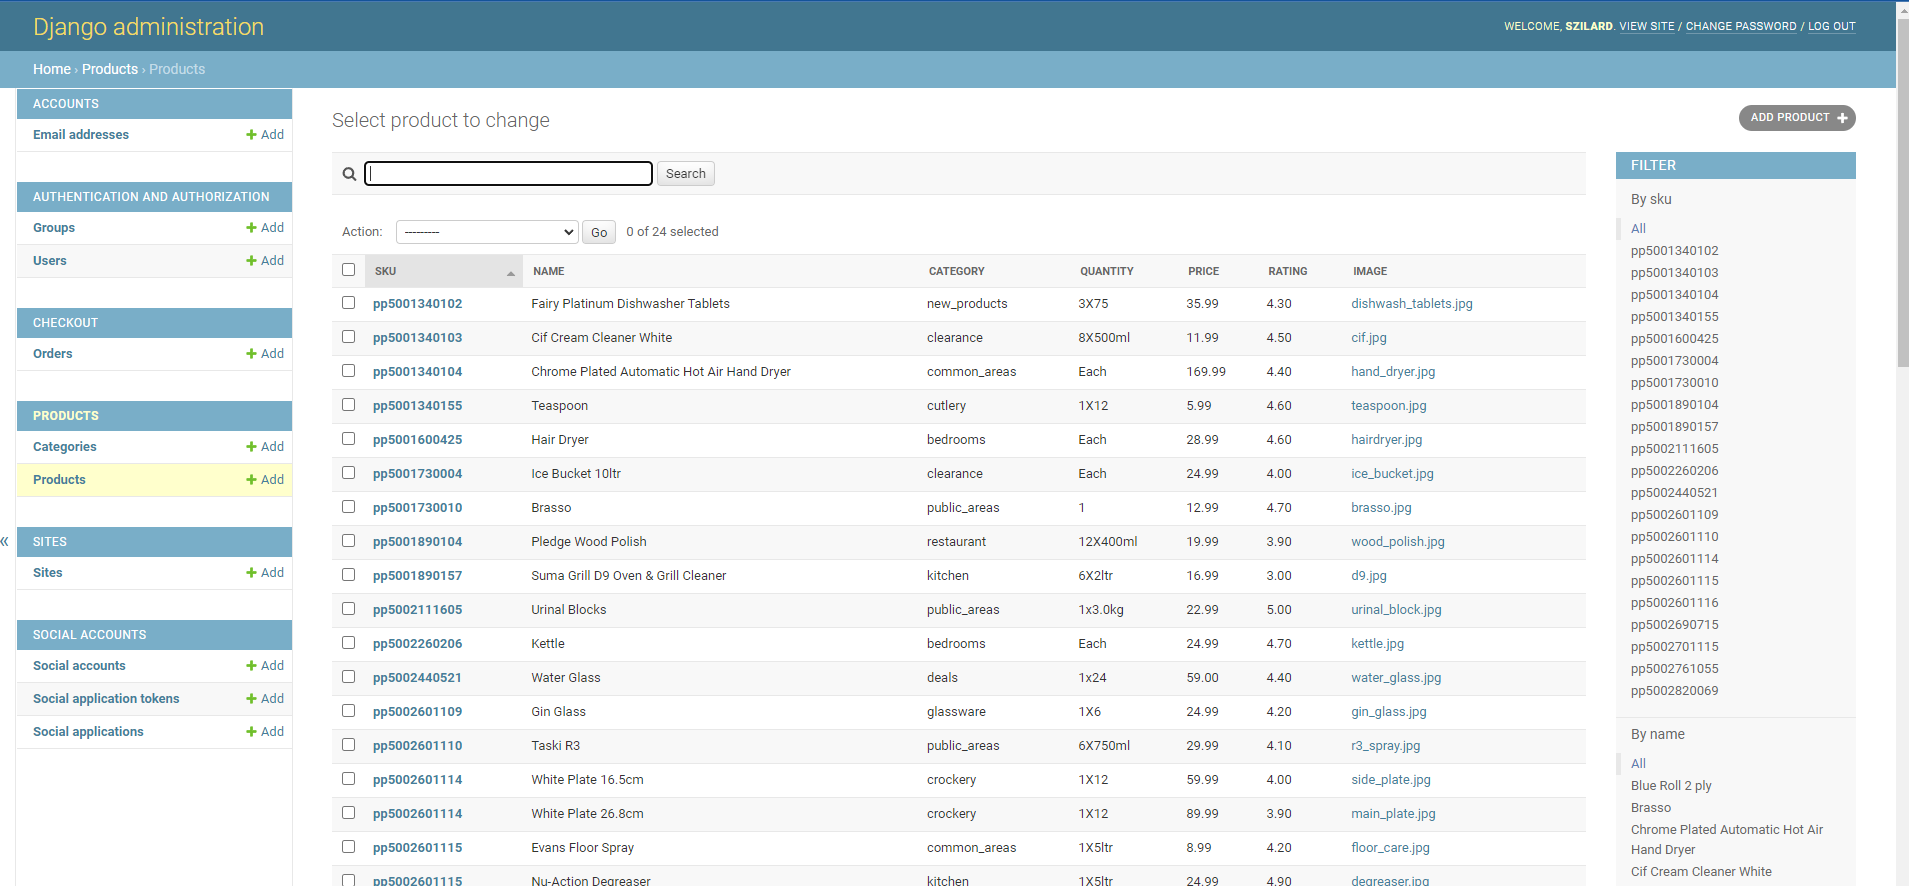 Django administration
WELCOME, SZILARD. VIEW SITE / CHANGE PASSWORD / LOG OUT
Home › Products › Products
ACCOUNTS
Email addresses + Add
AUTHENTICATION AND AUTHORIZATION
Groups + Add
Users + Add
CHECKOUT
Orders + Add
PRODUCTS
Categories + Add
Products + Add
«
SITES
Sites + Add
SOCIAL ACCOUNTS
Social accounts + Add
Social application tokens + Add
Social applications + Add
Select product to change
ADD PRODUCT +
Search
Action: --------- Go 0 of 24 selected
SKU NAME CATEGORY QUANTITY PRICE RATING IMAGE
pp5001340102 Fairy Platinum Dishwasher Tablets new_products 3X75 35.99 4.30 dishwash_tablets.jpg
pp5001340103 Cif Cream Cleaner White clearance 8X500ml 11.99 4.50 cif.jpg
pp5001340104 Chrome Plated Automatic Hot Air Hand Dryer common_areas Each 169.99 4.40 hand_dryer.jpg
pp5001340155 Teaspoon cutlery 1X12 5.99 4.60 teaspoon.jpg
pp5001600425 Hair Dryer bedrooms Each 28.99 4.60 hairdryer.jpg
pp5001730004 Ice Bucket 10ltr clearance Each 24.99 4.00 ice_bucket.jpg
pp5001730010 Brasso public_areas 1 12.99 4.70 brasso.jpg
pp5001890104 Pledge Wood Polish restaurant 12X400ml 19.99 3.90 wood_polish.jpg
pp5001890157 Suma Grill D9 Oven & Grill Cleaner kitchen 6X2ltr 16.99 3.00 d9.jpg
pp5002111605 Urinal Blocks public_areas 1x3.0kg 22.99 5.00 urinal_block.jpg
pp5002260206 Kettle bedrooms Each 24.99 4.70 kettle.jpg
pp5002440521 Water Glass deals 1x24 59.00 4.40 water_glass.jpg
pp5002601109 Gin Glass glassware 1X6 24.99 4.20 gin_glass.jpg
pp5002601110 Taski R3 public_areas 6X750ml 29.99 4.10 r3_spray.jpg
pp5002601114 White Plate 16.5cm crockery 1X12 59.99 4.00 side_plate.jpg
pp5002601114 White Plate 26.8cm crockery 1X12 89.99 3.90 main_plate.jpg
pp5002601115 Evans Floor Spray common_areas 1X5ltr 8.99 4.20 floor_care.jpg
pp5002601115 Nu-Action Degreaser kitchen 1X5ltr 24.99 4.90 degreaser.jpg
FILTER
By sku
All
pp5001340102
pp5001340103
pp5001340104
pp5001340155
pp5001600425
pp5001730004
pp5001730010
pp5001890104
pp5001890157
pp5002111605
pp5002260206
pp5002440521
pp5002601109
pp5002601110
pp5002601114
pp5002601115
pp5002601116
pp5002690715
pp5002701115
pp5002761055
pp5002820069
By name
All
Blue Roll 2 ply
Brasso
Chrome Plated Automatic Hot Air
Hand Dryer
Cif Cream Cleaner White